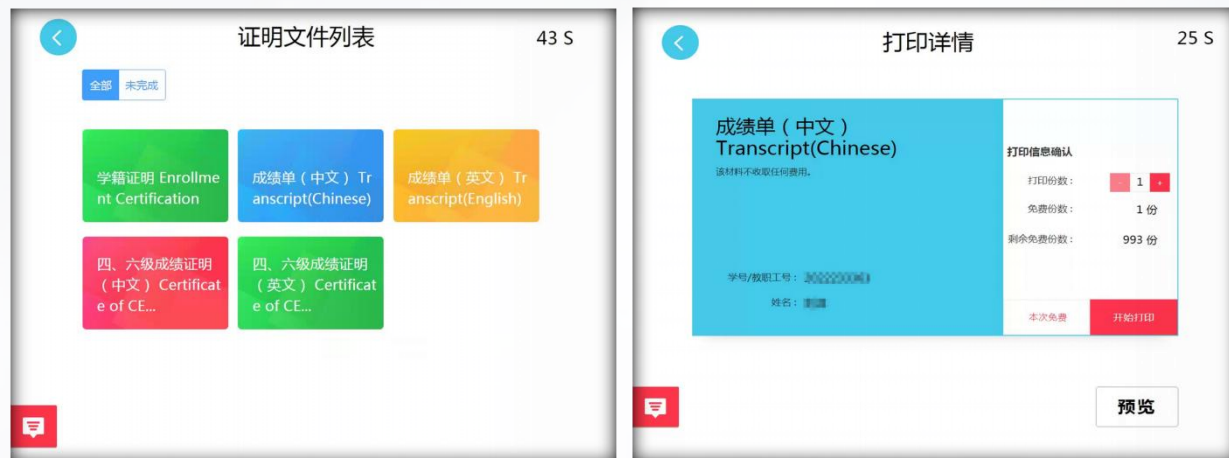 证明文件列表
43 S
全部 未完成
学籍证明 Enrollme
nt Certification
成绩单（中文） Tr
anscript(Chinese)
成绩单（英文） Tr
anscript(English)
四、六级成绩证明
（中文） Certificat
e of CE...
四、六级成绩证明
（英文） Certificat
e of CE...
打印详情
25 S
成绩单（中文）
Transcript(Chinese)
该材料不收取任何费用。
学号/教职工号：
姓名：
打印信息确认
打印份数： - 1 +
免费份数： 1 份
剩余免费份数： 993 份
本次免费 开始打印
预览